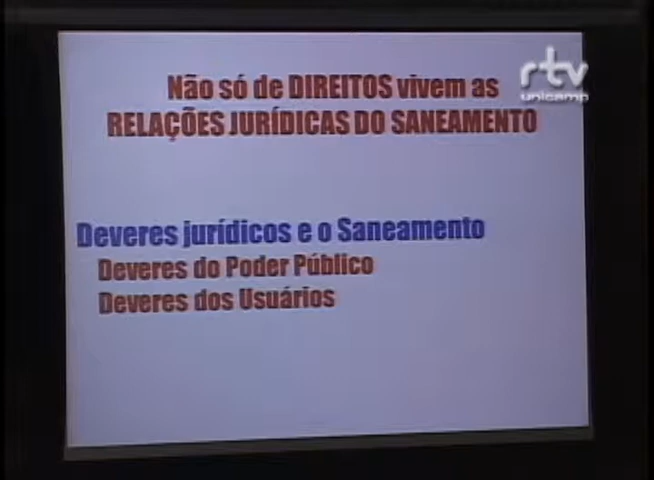 Não só de DIREITOS vivem as
RELAÇÕES JURÍDICAS DO SANEAMENTO
rtv
unicamp
Deveres jurídicos e o Saneamento
Deveres do Poder Público
Deveres dos Usuários